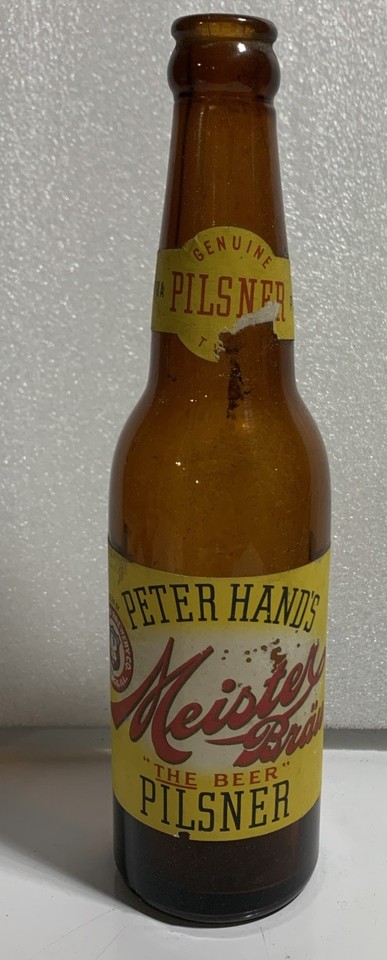 GENUINE
PILSNER
PETER HAND'S
Meister
Bräu
"THE BEER"
PILSNER